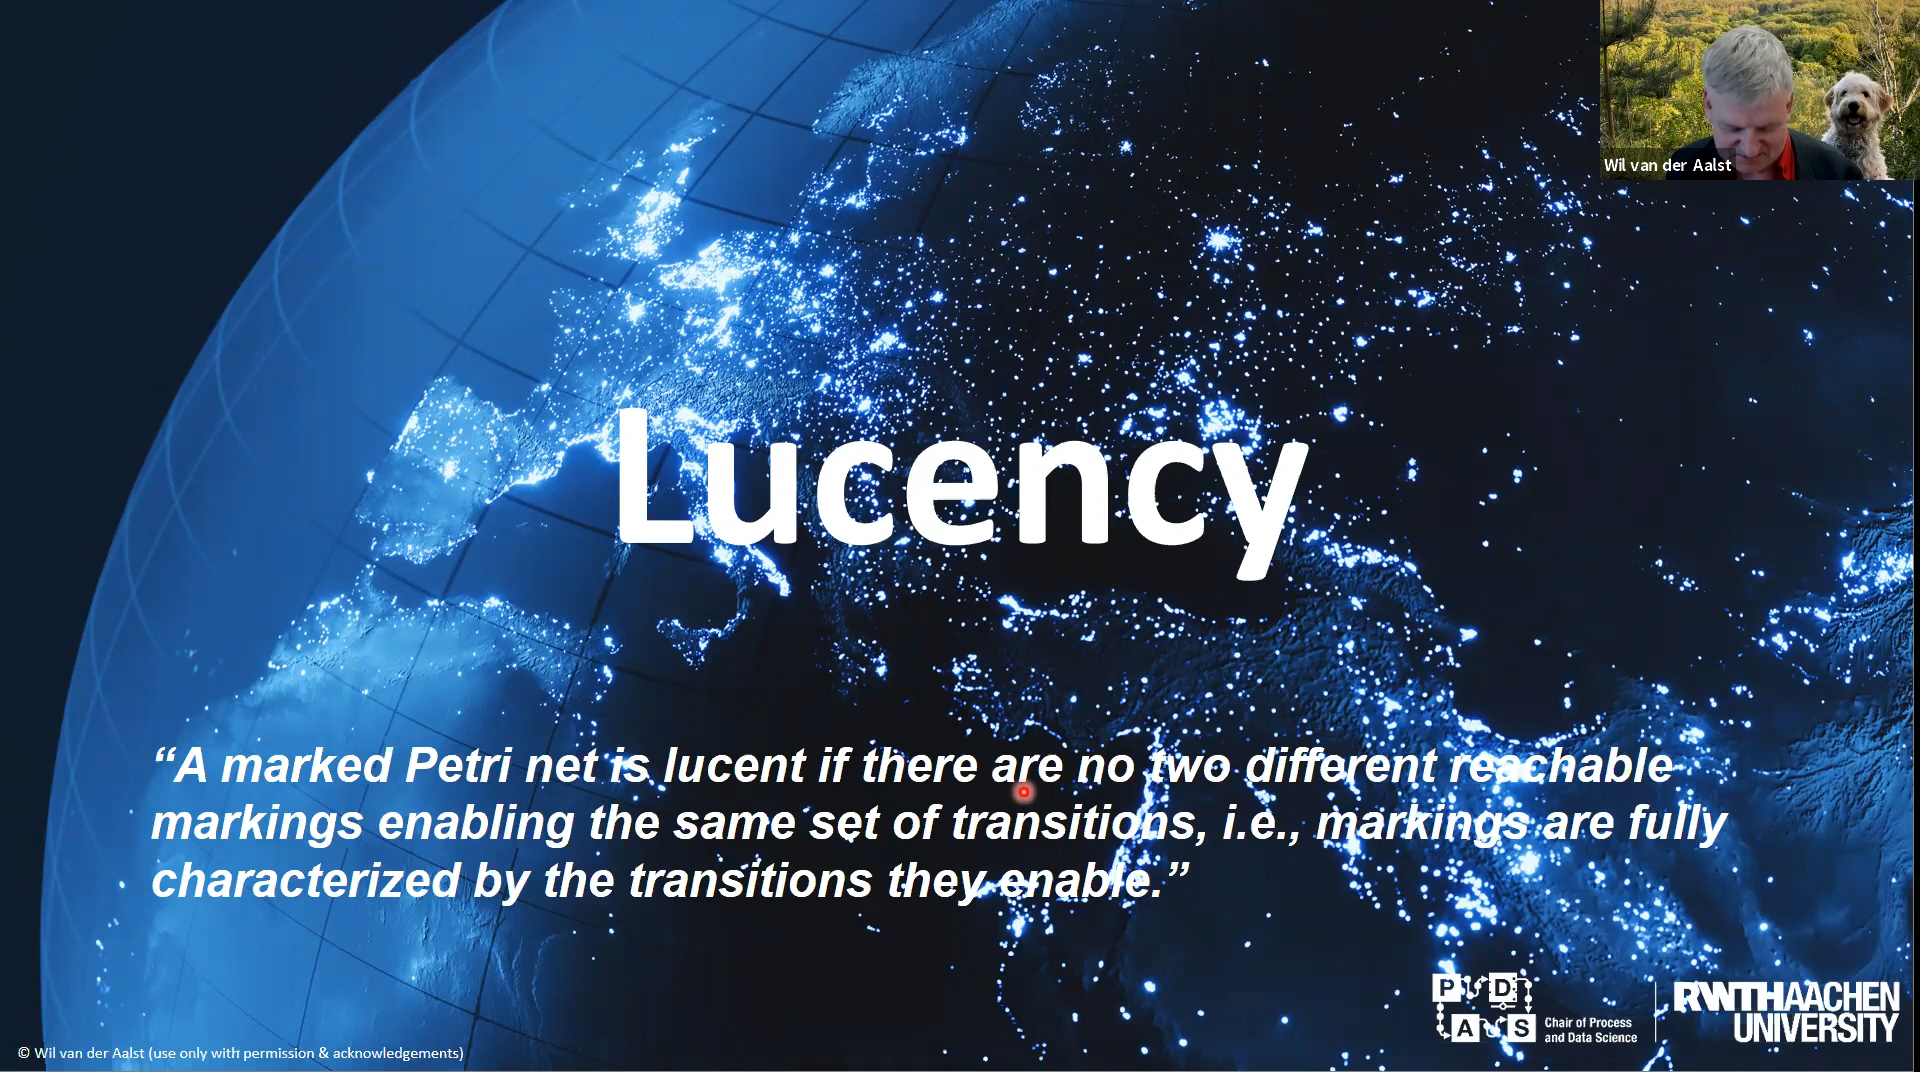 Wil van der Aalst
Lucency
“A marked Petri net is lucent if there are no two different reachable
markings enabling the same set of transitions, i.e., markings are fully
characterized by the transitions they enable.”
P D
A S
Chair of Process
and Data Science
RWTHAACHEN
UNIVERSITY
© Wil van der Aalst (use only with permission & acknowledgements)